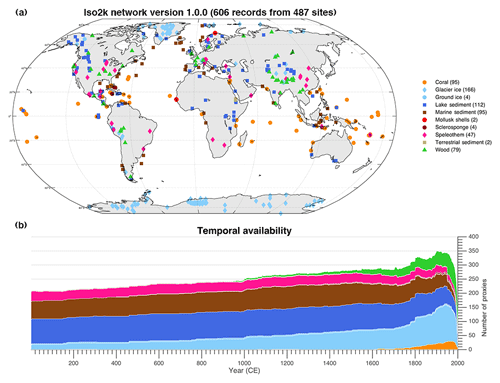 (a)
Iso2k network version 1.0.0 (606 records from 487 sites)
Coral (95)
Glacier ice (166)
Ground ice (4)
Lake sediment (112)
Marine sediment (95)
Mollusk shells (2)
Sclerosponge (4)
Speleothem (47)
Terrestrial sediment (2)
Wood (79)
(b)
Temporal availability
400
350
300
250
200
150
100
50
0
Number of proxies
200 400 600 800 1000 1200 1400 1600 1800 2000
Year (CE)